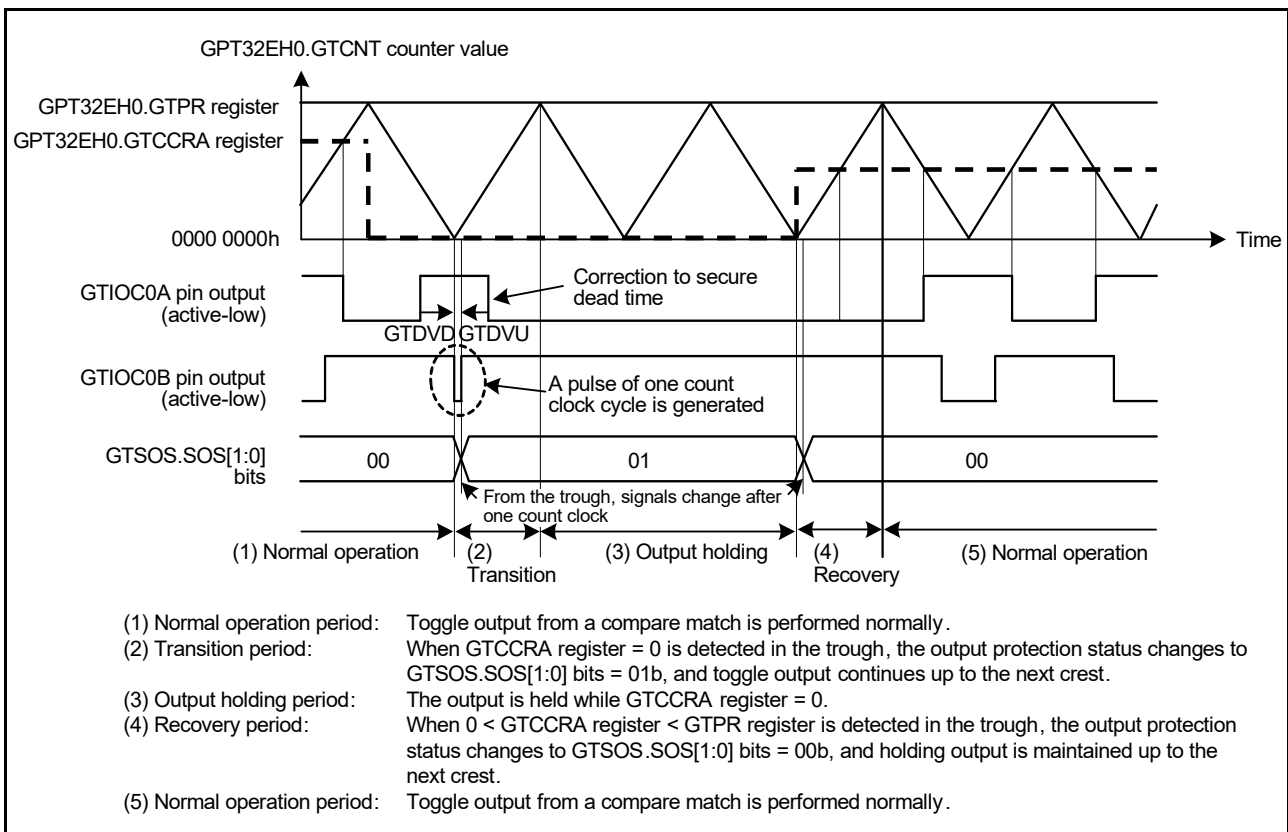 GPT32EH0.GTCNT counter value
GPT32EH0.GTPR register
GPT32EH0.GTCCRA register
0000 0000h
Time
GTIOC0A pin output
(active-low)
Correction to secure
dead time
GTDVD GTDVU
GTIOC0B pin output
(active-low)
A pulse of one count
clock cycle is generated
GTSOS.SOS[1:0]
bits
00
01
00
From the trough, signals change after
one count clock
(1) Normal operation
(2)
Transition
(3) Output holding
(4)
Recovery
(5) Normal operation
(1) Normal operation period: Toggle output from a compare match is performed normally.
(2) Transition period: When GTCCRA register = 0 is detected in the trough, the output protection status changes to
GTSOS.SOS[1:0] bits = 01b, and toggle output continues up to the next crest.
(3) Output holding period: The output is held while GTCCRA register = 0.
(4) Recovery period: When 0 < GTCCRA register < GTPR register is detected in the trough, the output protection
status changes to GTSOS.SOS[1:0] bits = 00b, and holding output is maintained up to the
next crest.
(5) Normal operation period: Toggle output from a compare match is performed normally.